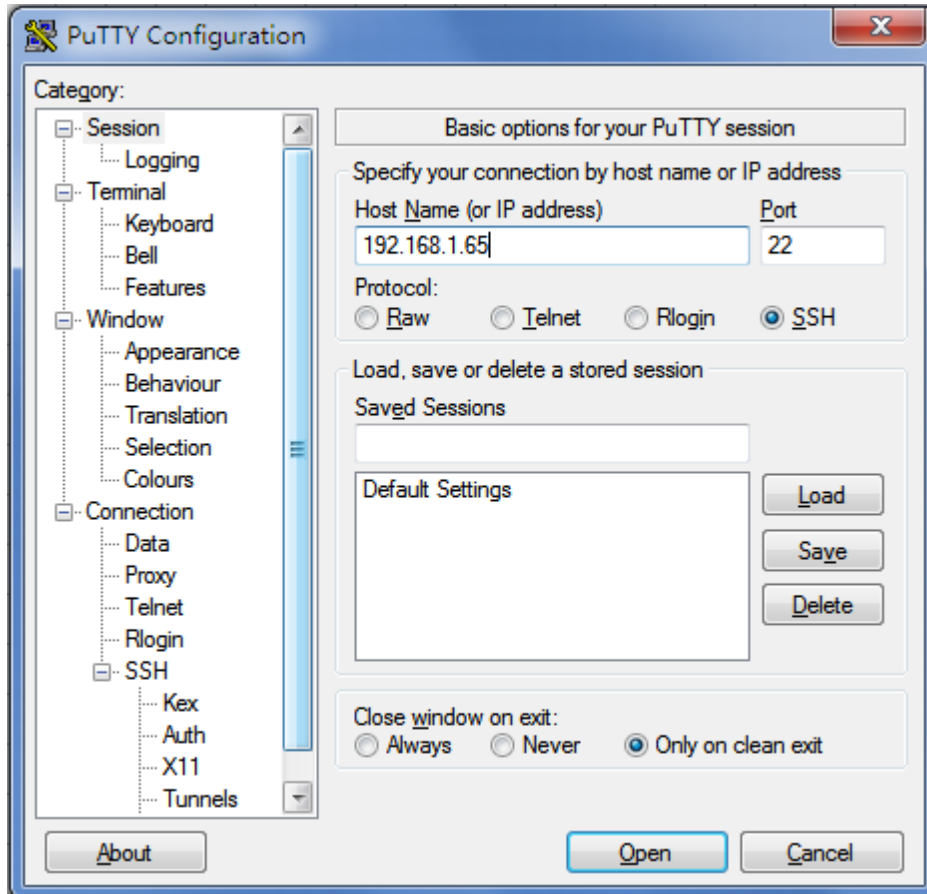 PuTTY Configuration
Category:
Session
Logging
Terminal
Keyboard
Bell
Features
Window
Appearance
Behaviour
Translation
Selection
Colours
Connection
Data
Proxy
Telnet
Rlogin
SSH
Kex
Auth
X11
Tunnels
Basic options for your PuTTY session
Specify your connection by host name or IP address
Host Name (or IP address) Port
192.168.1.65 22
Protocol:
Raw Telnet Rlogin SSH
Load, save or delete a stored session
Saved Sessions
Default Settings
Load
Save
Delete
Close window on exit:
Always Never Only on clean exit
About Open Cancel